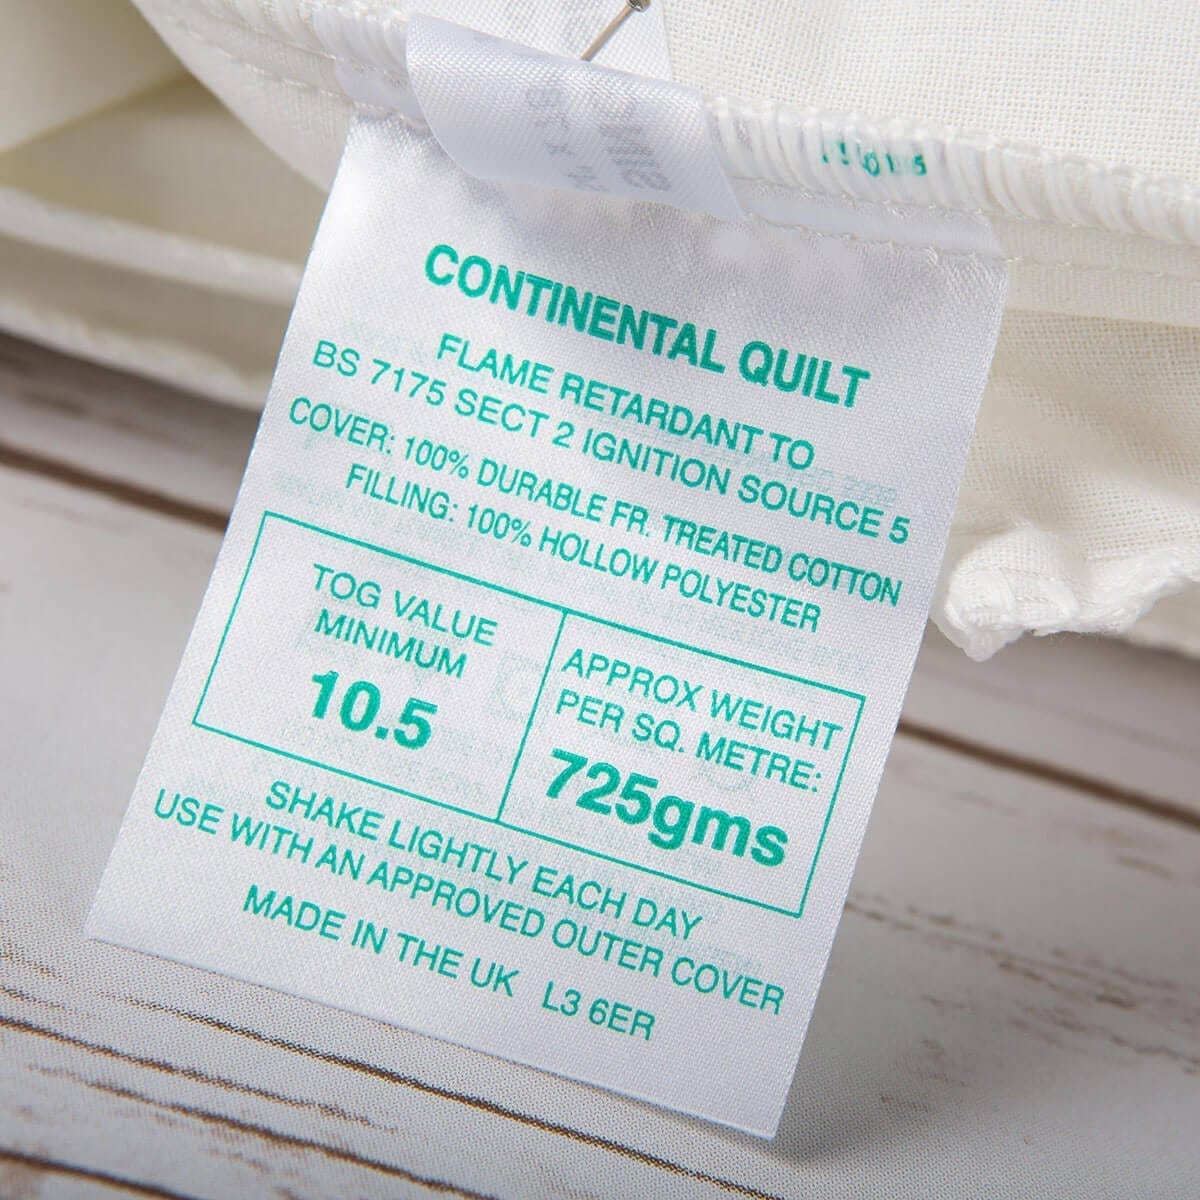 CONTINENTAL QUILT
FLAME RETARDANT TO
BS 7175 SECT 2 IGNITION SOURCE 5
COVER: 100% DURABLE FR. TREATED COTTON
FILLING: 100% HOLLOW POLYESTER
TOG VALUE
MINIMUM
10.5
APPROX WEIGHT
PER SQ. METRE:
725gms
SHAKE LIGHTLY EACH DAY
USE WITH AN APPROVED OUTER COVER
MADE IN THE UK L3 6ER